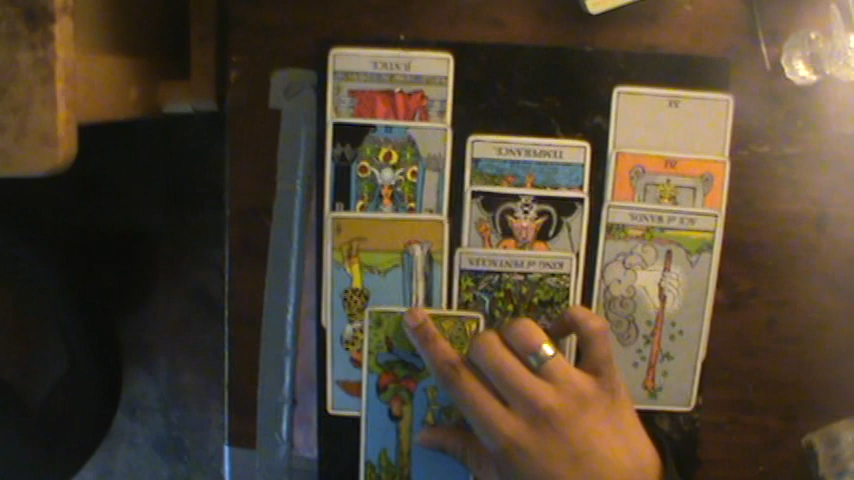 JUSTICE.
TEMPERANCE.
KING of PENTACLES.
ACE of WANDS.